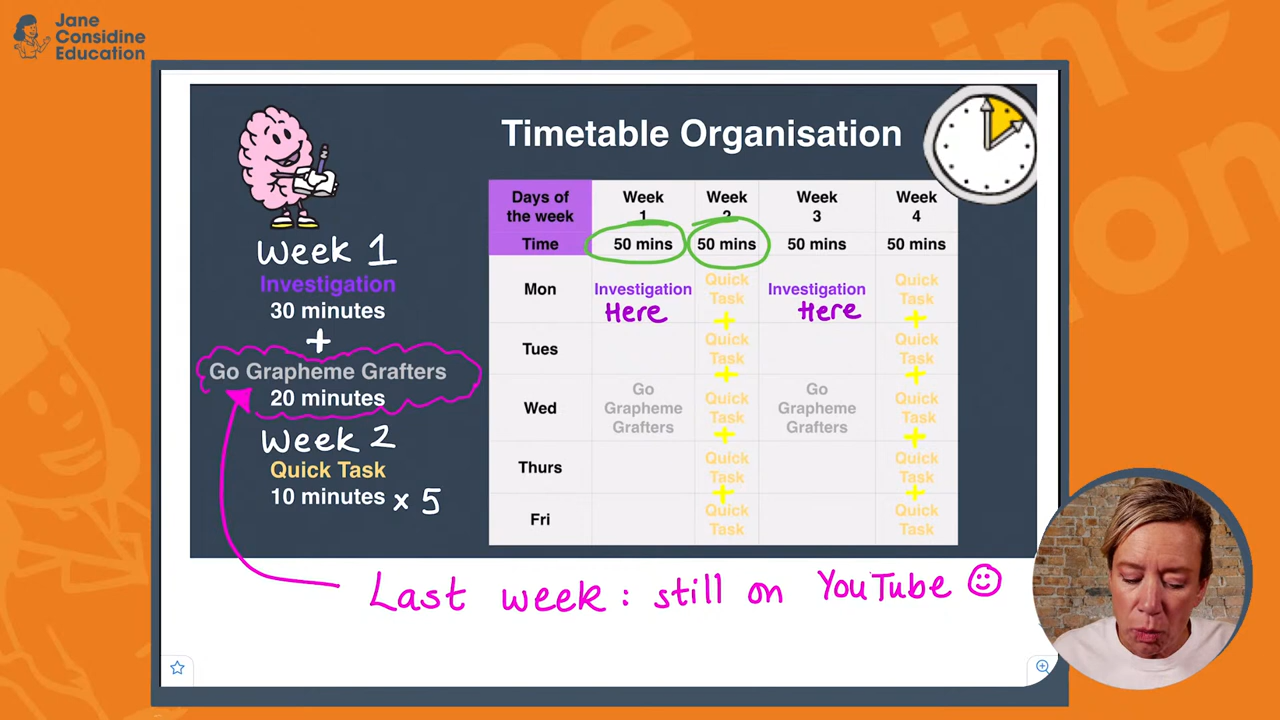 Jane
Considine
Education
Timetable Organisation
Week 1
Investigation
30 minutes
+
Go Grapheme Grafters
20 minutes
Week 2
Quick Task
10 minutes x 5
Days of the week Week 1 Week 2 Week 3 Week 4
Time 50 mins 50 mins 50 mins 50 mins
Mon Investigation Here Quick Task Investigation Here Quick Task
+ +
Tues Quick Task Quick Task
+ +
Wed Go Grapheme Grafters Quick Task Go Grapheme Grafters Quick Task
+ +
Thurs Quick Task Quick Task
+ +
Fri Quick Task Quick Task
Last week : still on YouTube